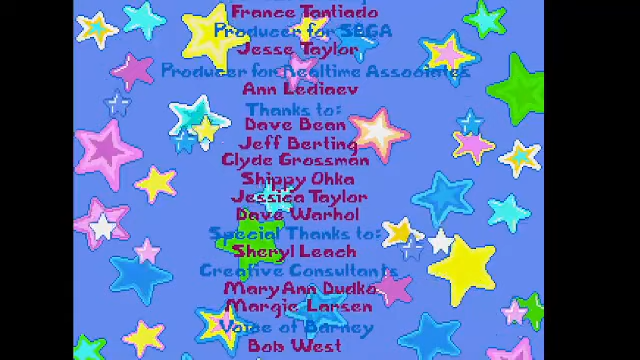 France Tantiado
Producer for SEGA
Jesse Taylor
Producer for Realtime Associates
Ann Lediaev
Thanks to:
Dave Bean
Jeff Berting
Clyde Grossman
Shippy Ohka
Jessica Taylor
Dave Warhol
Special Thanks to:
Sheryl Leach
Creative Consultants
Mary Ann Dudko
Margie Larsen
Voice of Barney
Bob West